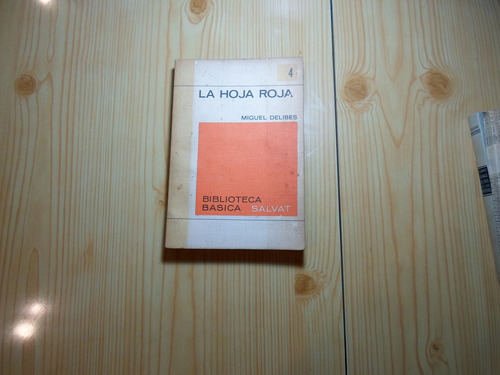 4
LA HOJA ROJA
MIGUEL DELIBES
BIBLIOTECA
BASICA SALVAT